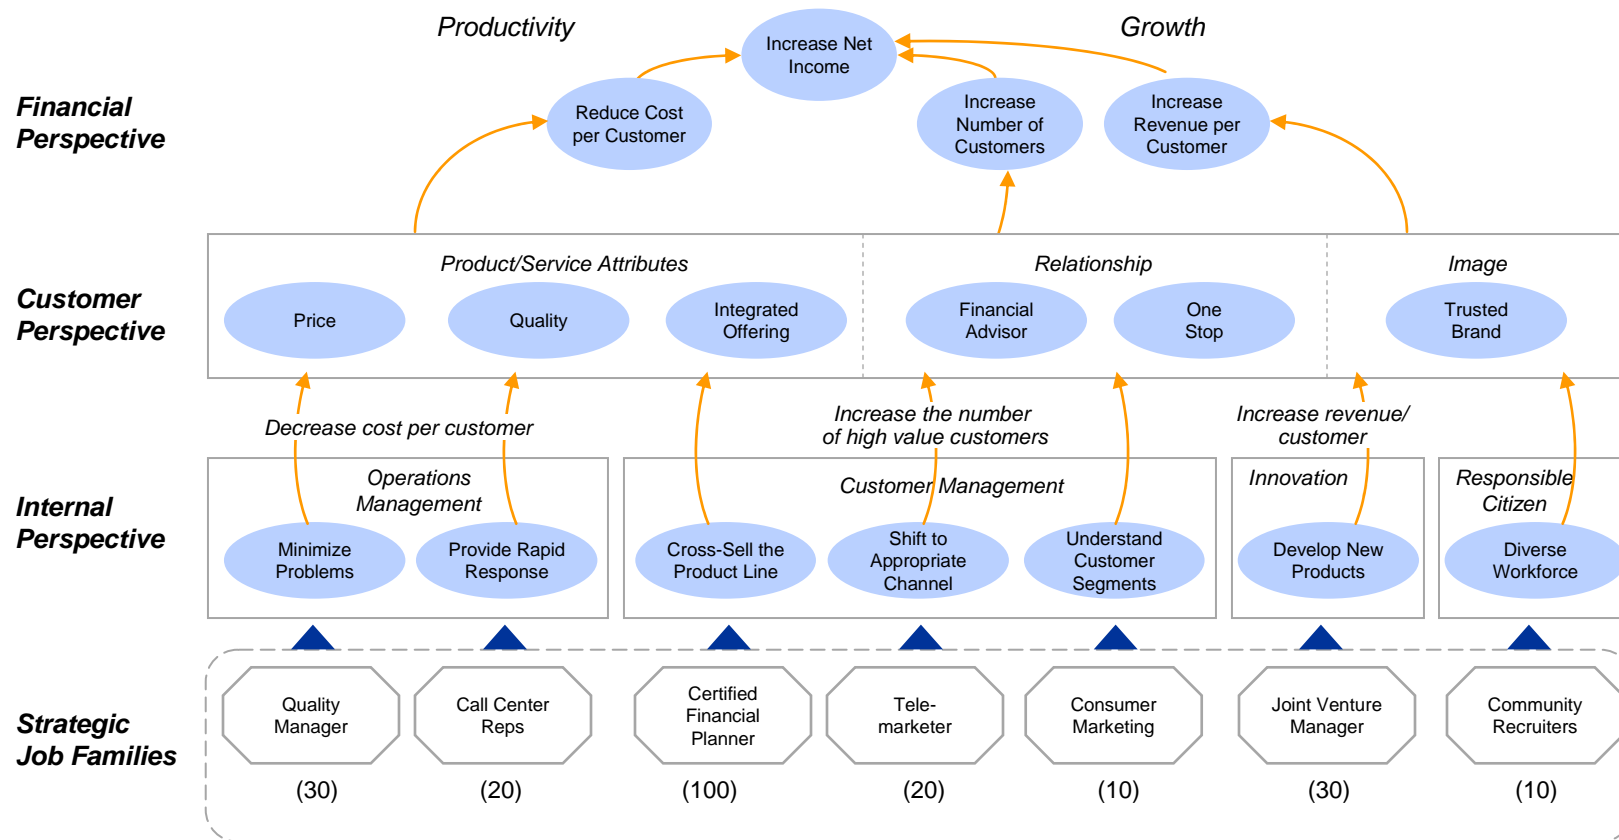 Productivity
Growth
Increase Net
Income
Financial
Perspective
Reduce Cost
per Customer
Increase
Number of
Customers
Increase
Revenue per
Customer
Customer
Perspective
Product/Service Attributes
Relationship
Image
Price
Quality
Integrated
Offering
Financial
Advisor
One
Stop
Trusted
Brand
Decrease cost per customer
Increase the number
of high value customers
Increase revenue/
customer
Internal
Perspective
Operations
Management
Customer Management
Innovation
Responsible
Citizen
Minimize
Problems
Provide Rapid
Response
Cross-Sell the
Product Line
Shift to
Appropriate
Channel
Understand
Customer
Segments
Develop New
Products
Diverse
Workforce
Strategic
Job Families
Quality
Manager
Call Center
Reps
Certified
Financial
Planner
Tele-
marketer
Consumer
Marketing
Joint Venture
Manager
Community
Recruiters
(30)
(20)
(100)
(20)
(10)
(30)
(10)